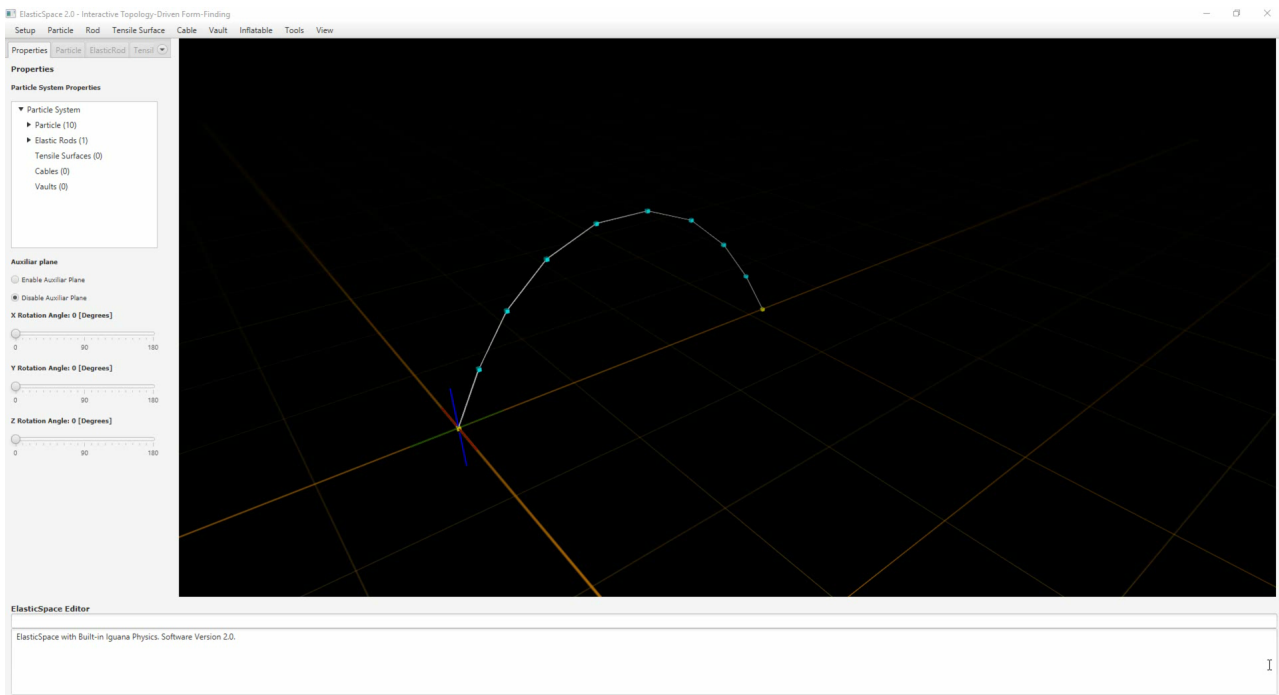 ElasticSpace 2.0 - Interactive Topology-Driven Form-Finding
Setup Particle Rod Tensile Surface Cable Vault Inflatable Tools View
Properties Particle ElasticRod Tensil
Properties
Particle System Properties
Particle System
Particle (10)
Elastic Rods (1)
Tensile Surfaces (0)
Cables (0)
Vaults (0)
Auxiliar plane
Enable Auxiliar Plane
Disable Auxiliar Plane
X Rotation Angle: 0 [Degrees]
0 90 180
Y Rotation Angle: 0 [Degrees]
0 90 180
Z Rotation Angle: 0 [Degrees]
0 90 180
ElasticSpace Editor
ElasticSpace with Built-in Iguana Physics. Software Version 2.0.